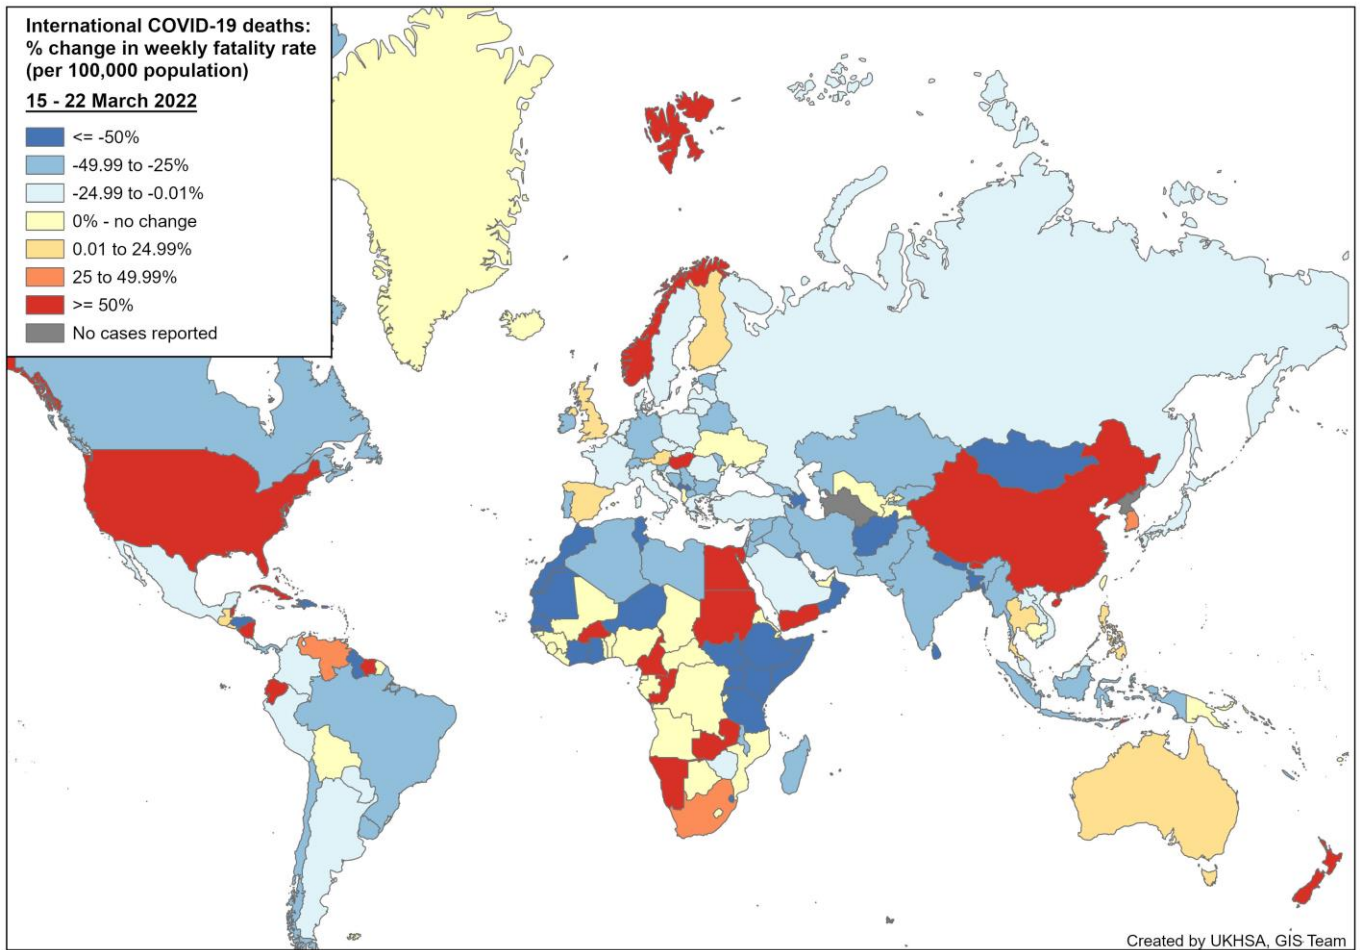 International COVID-19 deaths:
% change in weekly fatality rate
(per 100,000 population)
15 - 22 March 2022
<= -50%
-49.99 to -25%
-24.99 to -0.01%
0% - no change
0.01 to 24.99%
25 to 49.99%
>= 50%
No cases reported
Created by UKHSA, GIS Team